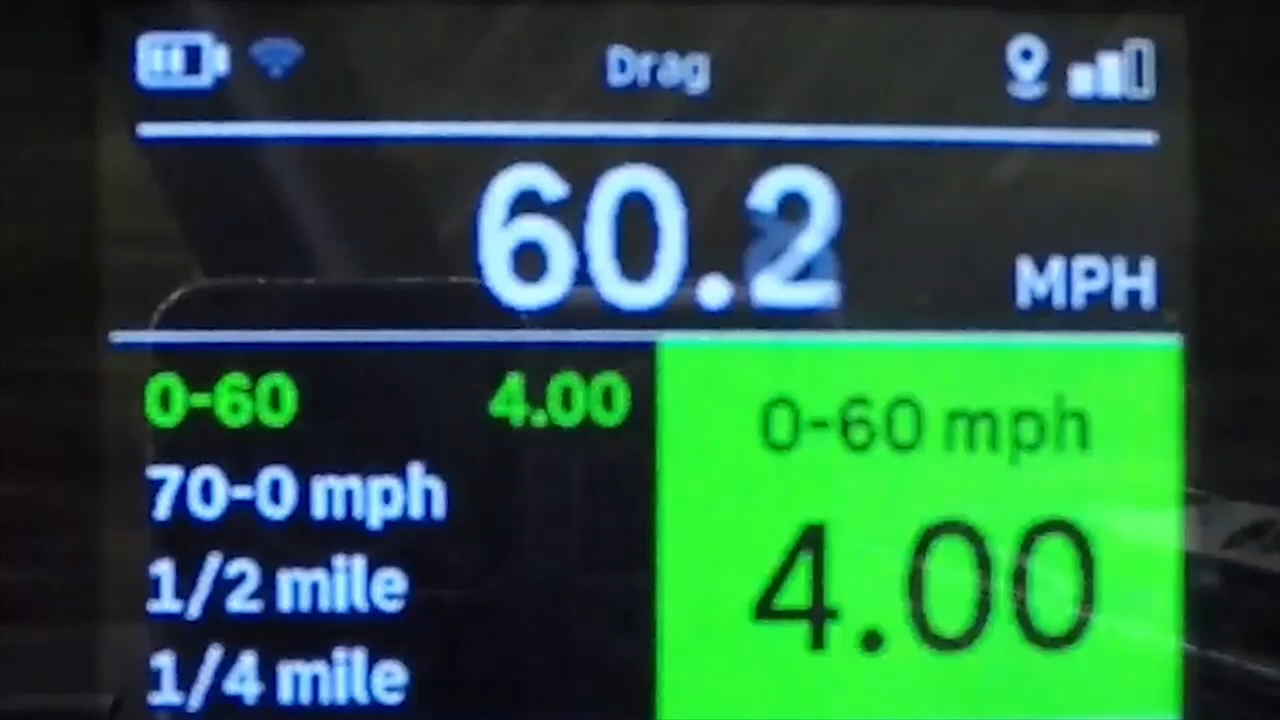 Drag
60.2 MPH
0-60 4.00
70-0 mph
1/2 mile
1/4 mile
0-60 mph
4.00